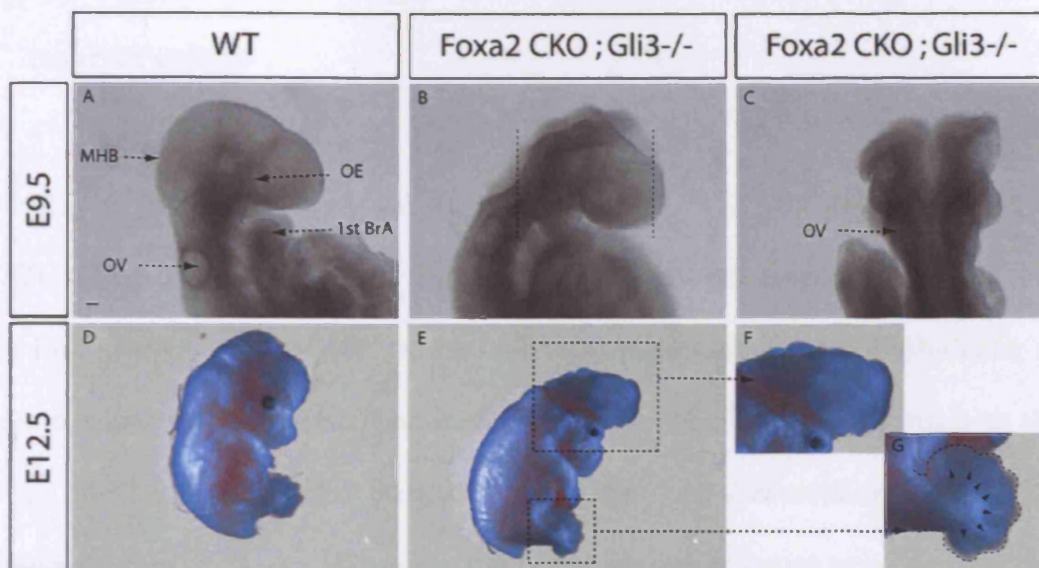 WT
Foxa2 CKO ; Gli3-/-
Foxa2 CKO ; Gli3-/-
E9.5
A
MHB
OE
1st BrA
OV
B
C
OV
E12.5
D
E
F
G